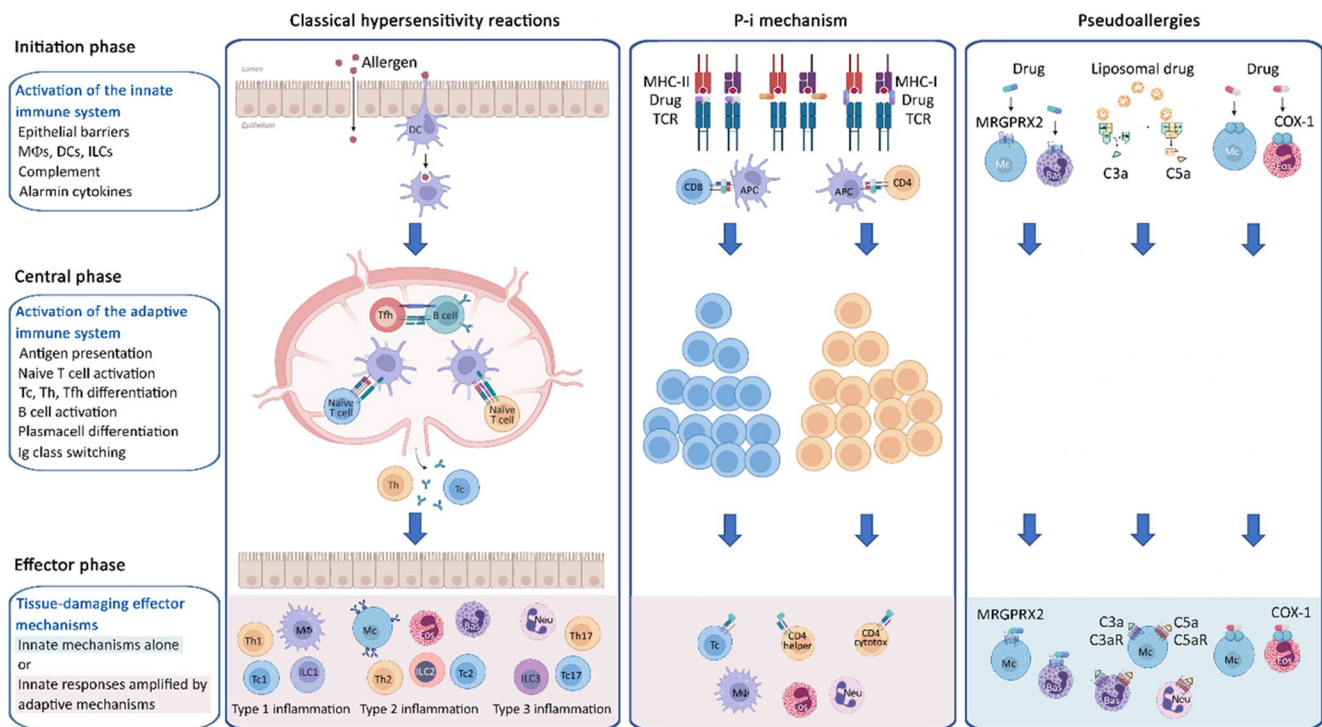 Classical hypersensitivity reactions
P-i mechanism
Pseudoallergies
Initiation phase
Activation of the innate
immune system
Epithelial barriers
MΦs, DCs, ILCs
Complement
Alarmin cytokines
Lumen
Allergen
Epithelium
DC
MHC-II
Drug
TCR
MHC-I
Drug
TCR
CD8
APC
APC
CD4
Drug
Liposomal drug
Drug
MRGPRX2
COX-1
Mc
Bas
C3a
C5a
Mc
Eos
Central phase
Activation of the adaptive
immune system
Antigen presentation
Naive T cell activation
Tc, Th, Tfh differentiation
B cell activation
Plasmacell differentiation
Ig class switching
Tfh
B cell
Naïve
T cell
Naïve
T cell
Th
Tc
Effector phase
Tissue-damaging effector
mechanisms
Innate mechanisms alone
or
Innate responses amplified by
adaptive mechanisms
Th1
MΦ
Tc1
ILC1
Type 1 inflammation
Mc
Eos
Bas
Th2
ILC2
Tc2
Type 2 inflammation
Neu
Th17
ILC3
Tc17
Type 3 inflammation
Tc
CD4
helper
CD4
cytotox
MΦ
Eos
Neu
MRGPRX2
Mc
Bas
C3a
C3aR
C5a
C5aR
Mc
Bas
Neu
COX-1
Mc
Eos